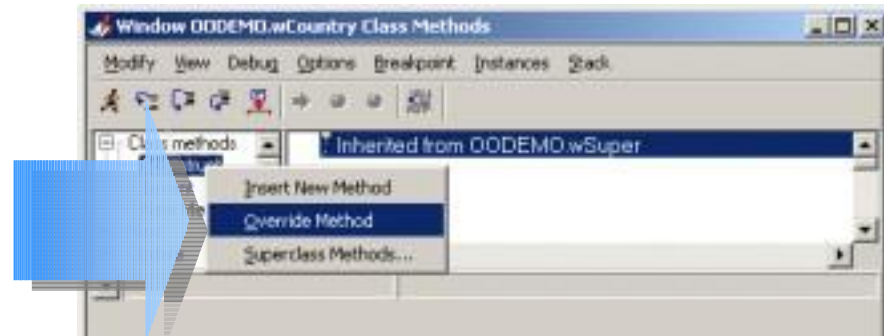 Window OODEMO.wCountry Class Methods
Modify View Debug Options Breakpoint Instances Stack
Class methods
Inherited from OODEMO.wSuper
Insert New Method
Override Method
Superclass Methods...